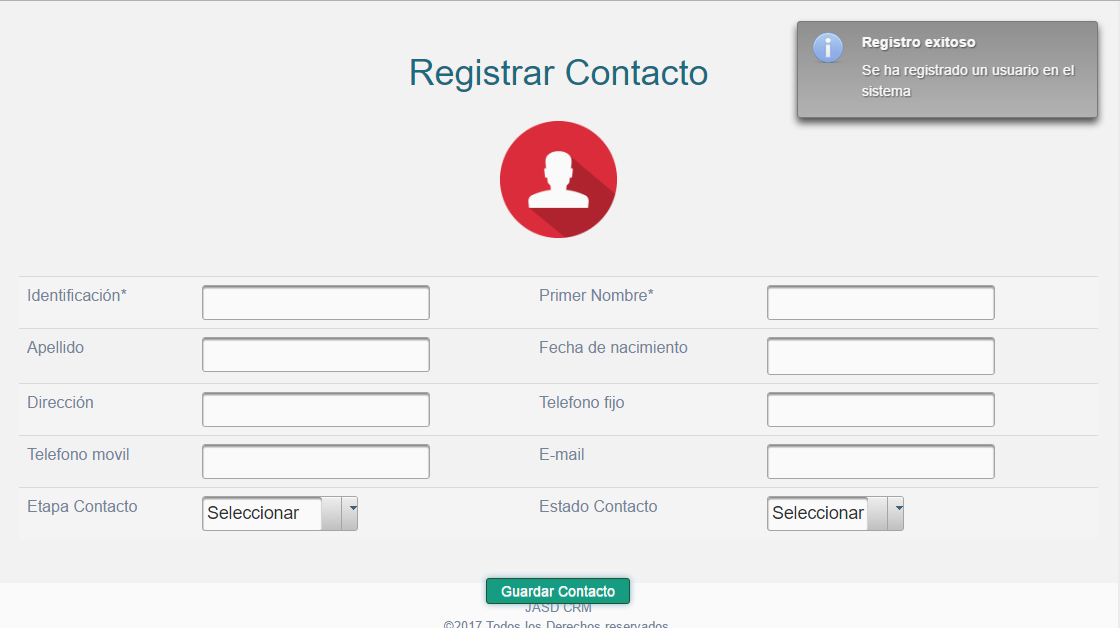 Registro exitoso
Se ha registrado un usuario en el
sistema
Registrar Contacto
Identificación*
Primer Nombre*
Apellido
Fecha de nacimiento
Dirección
Telefono fijo
Telefono movil
E-mail
Etapa Contacto
Seleccionar
Estado Contacto
Seleccionar
Guardar Contacto
JASD CRM
©2017 Todos los Derechos reservados